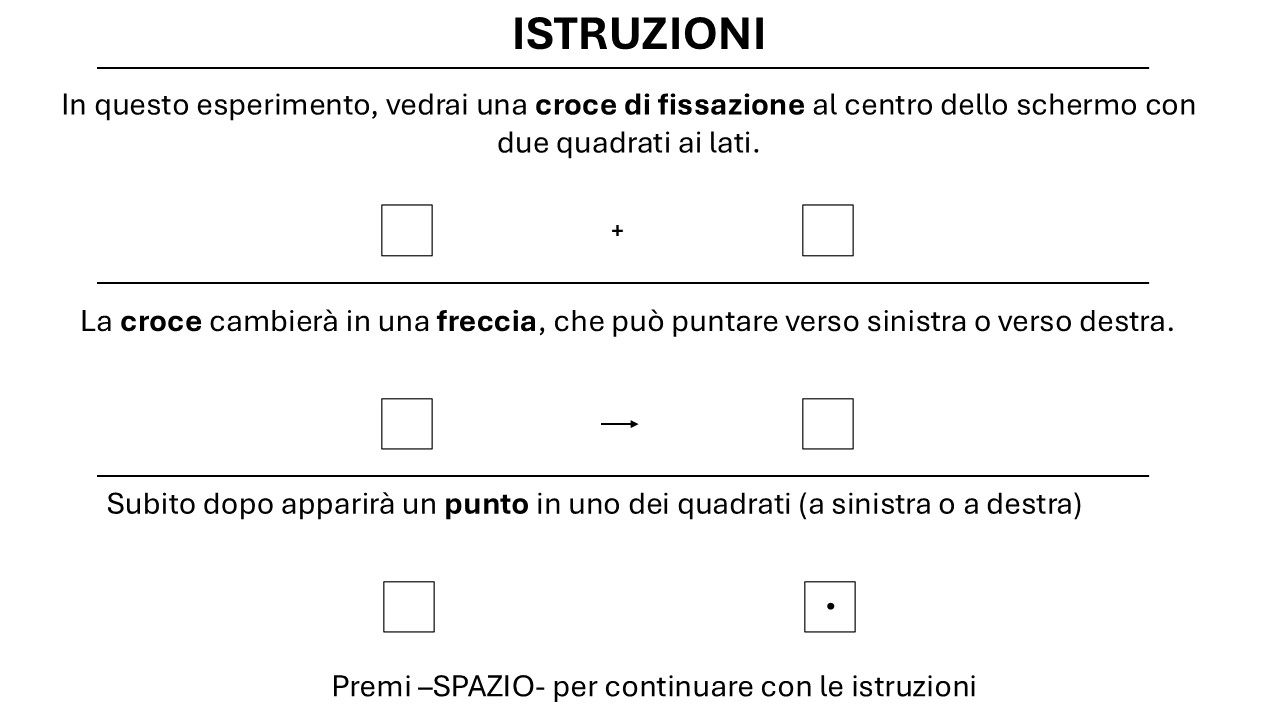 ISTRUZIONI
In questo esperimento, vedrai una croce di fissazione al centro dello schermo con
due quadrati ai lati.
+
La croce cambierà in una freccia, che può puntare verso sinistra o verso destra.
Subito dopo apparirà un punto in uno dei quadrati (a sinistra o a destra)
Premi –SPAZIO- per continuare con le istruzioni